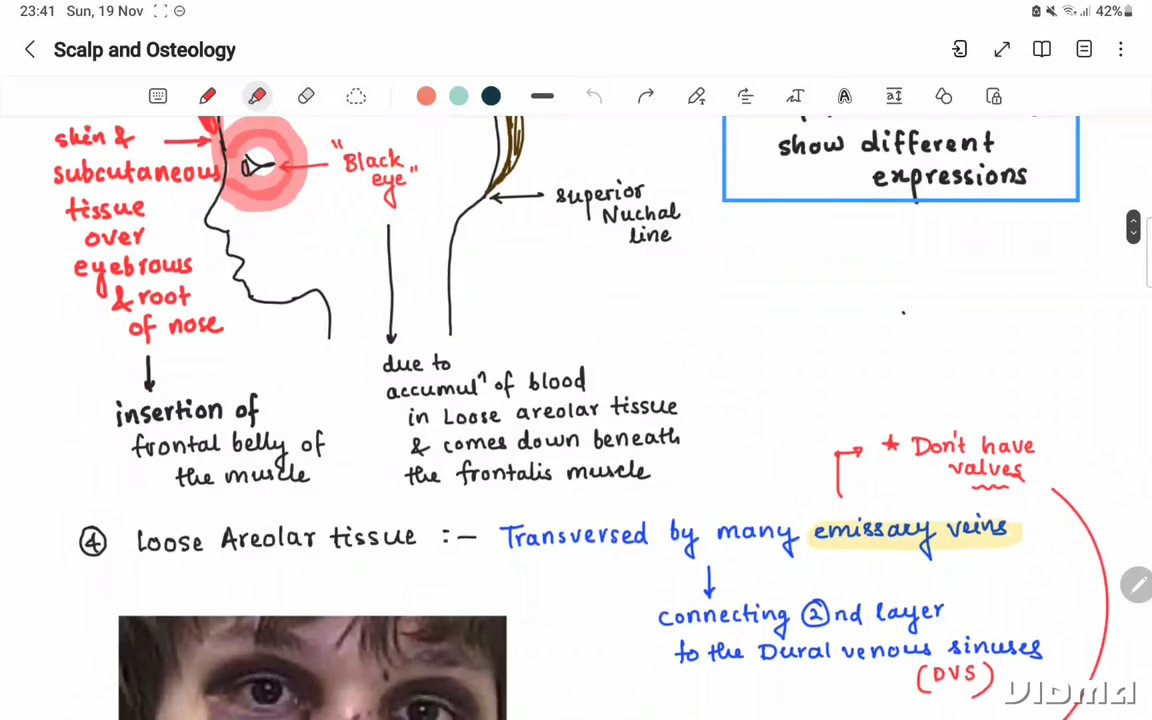 23:41 Sun, 19 Nov
42%
Scalp and Osteology
skin &
subcutaneous
tissue
over
eyebrows
& root
of nose
insertion of
frontal belly of
the muscle
"Black
eye"
due to
accumulⁿ of blood
in Loose areolar tissue
& comes down beneath
the frontalis muscle
superior
Nuchal
line
show different
expressions
★ Don't have
valves
④ Loose Areolar tissue :- Transversed by many emissary veins
connecting ②nd layer
to the Dural venous sinuses
(DVS)